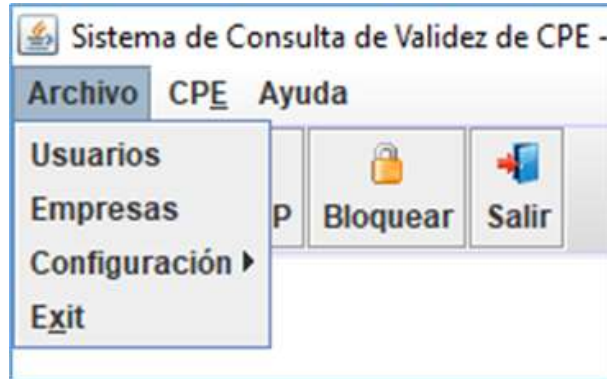 Sistema de Consulta de Validez de CPE -
Archivo CPE Ayuda
Usuarios
Empresas
Configuración
Exit
P
Bloquear
Salir